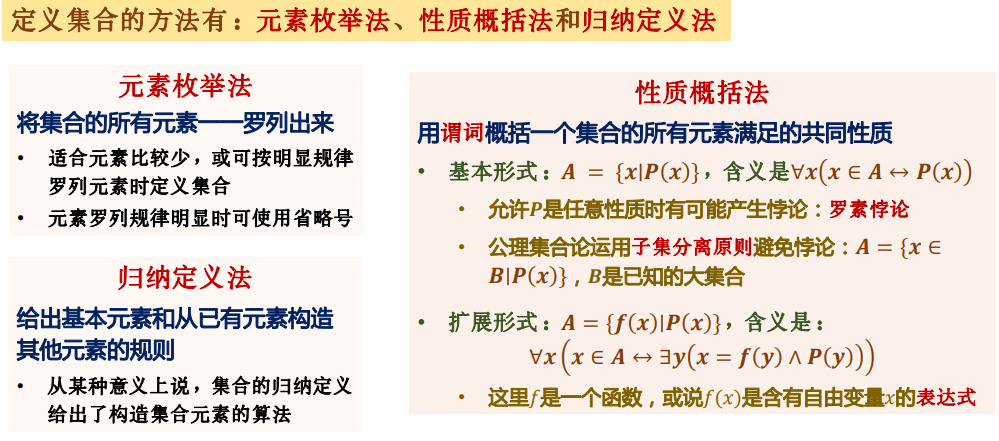 定义集合的方法有：元素枚举法、性质概括法和归纳定义法
元素枚举法
将集合的所有元素一一罗列出来
• 适合元素比较少，或可按明显规律
罗列元素时定义集合
• 元素罗列规律明显时可使用省略号
归纳定义法
给出基本元素和从已有元素构造
其他元素的规则
• 从某种意义上说，集合的归纳定义
给出了构造集合元素的算法
性质概括法
用谓词概括一个集合的所有元素满足的共同性质
• 基本形式：A = {x|P(x)}，含义是∀x(x ∈ A ↔ P(x))
• 允许P是任意性质时有可能产生悖论：罗素悖论
• 公理集合论运用子集分离原则避免悖论：A = {x ∈
B|P(x)}，B是已知的大集合
• 扩展形式：A = {f(x)|P(x)}，含义是：
∀x(x ∈ A ↔ ∃y(x = f(y) ∧ P(y)))
• 这里f是一个函数，或说f(x)是含有自由变量x的表达式